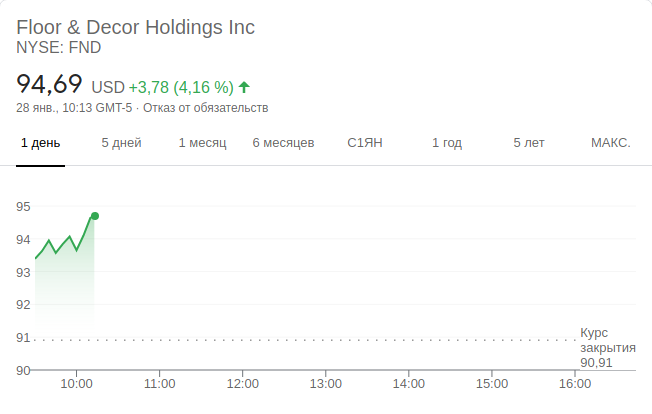 Floor & Decor Holdings Inc
NYSE: FND
94,69 USD +3,78 (4,16 %)
28 янв., 10:13 GMT-5 · Отказ от обязательств
1 день 5 дней 1 месяц 6 месяцев С1ЯН 1 год 5 лет МАКС.
95
94
93
92
91
90
Курс
закрытия
90,91
10:00 11:00 12:00 13:00 14:00 15:00 16:00